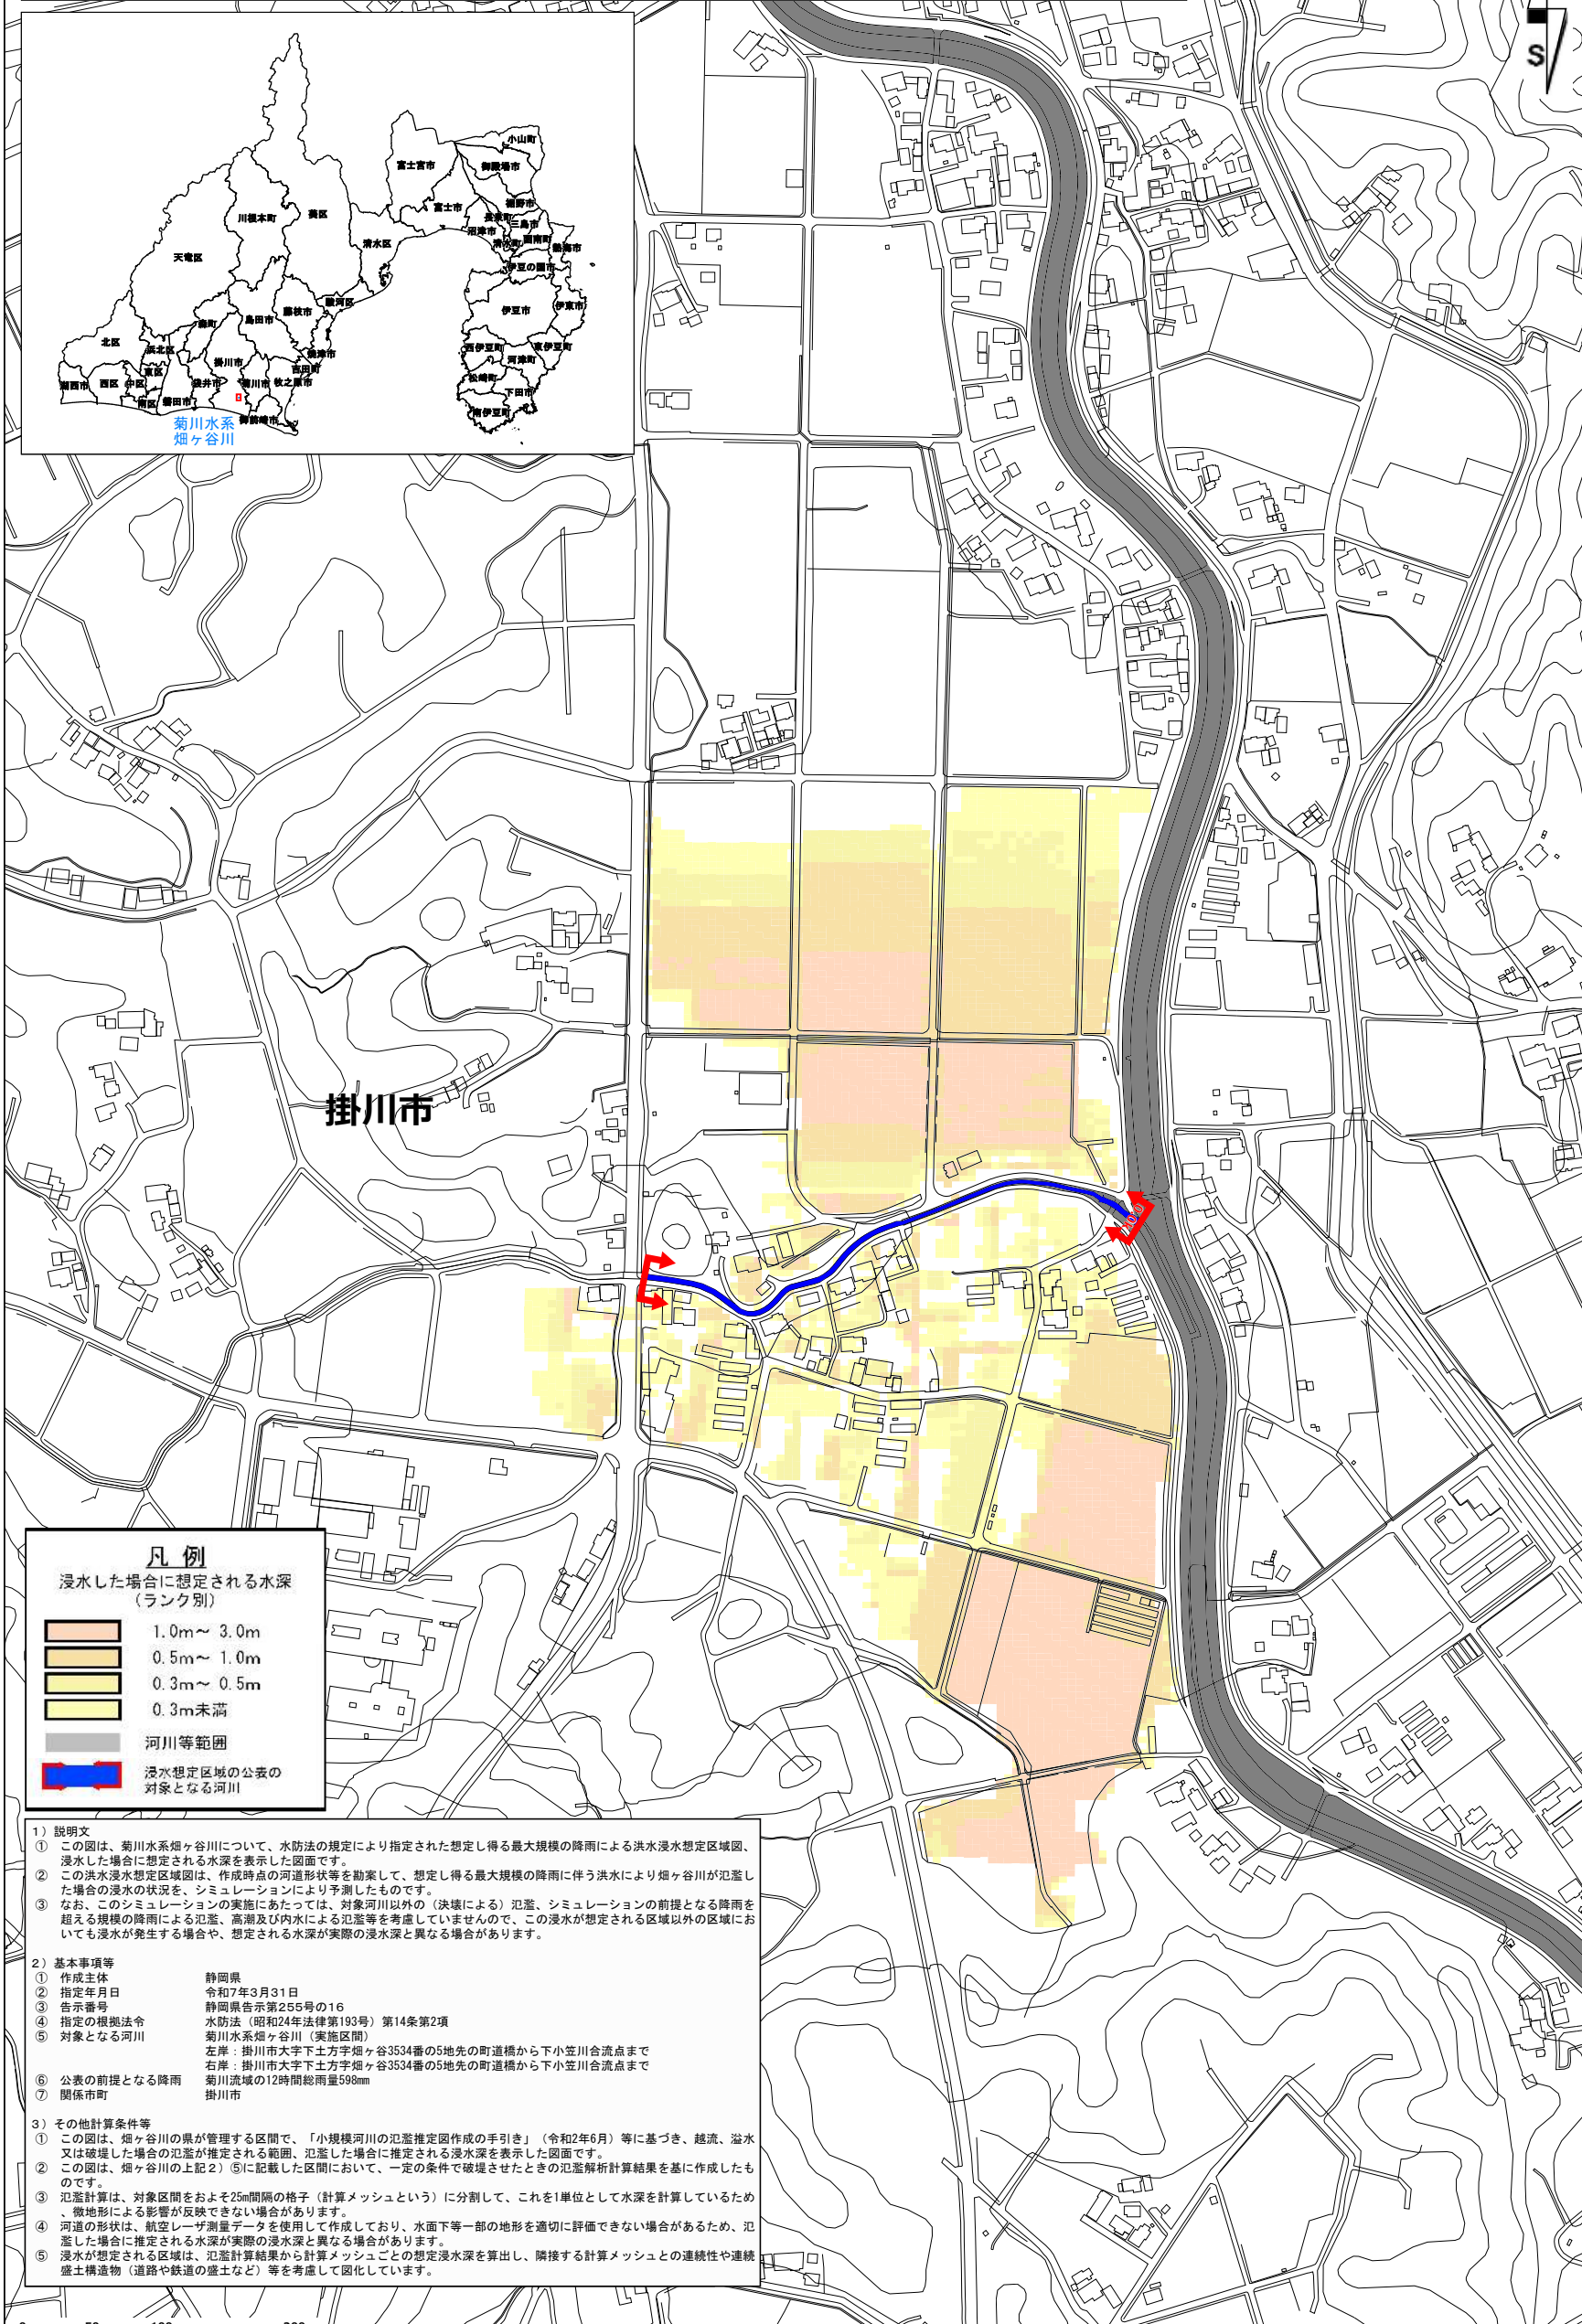 S
小山町
富士宮市
御殿場市
裾野市
富士市
長泉町
三島市
沼津市
清水町
函南町
熱海市
川根本町
葵区
清水区
天竜区
伊豆の国市
伊豆市
伊東市
駿河区
藤枝市
島田市
森町
北区
浜北区
焼津市
西伊豆町
東伊豆町
河津町
掛川市
吉田町
東区
湖西市
西区
中区
袋井市
菊川市
牧之原市
松崎町
下田市
南区
磐田市
御前崎市
南伊豆町
菊川水系
畑ヶ谷川
掛川市
凡 例
浸水した場合に想定される水深
(ランク別)
1.0m~ 3.0m
0.5m~ 1.0m
0.3m~ 0.5m
0.3m未満
河川等範囲
浸水想定区域の公表の
対象となる河川
1)説明文
① この図は、菊川水系畑ヶ谷川について、水防法の規定により指定された想定し得る最大規模の降雨による洪水浸水想定区域図、
浸水した場合に想定される水深を表示した図面です。
② この洪水浸水想定区域図は、作成時点の河道形状等を勘案して、想定し得る最大規模の降雨に伴う洪水により畑ヶ谷川が氾濫し
た場合の浸水の状況を、シミュレーションにより予測したものです。
③ なお、このシミュレーションの実施にあたっては、対象河川以外の(決壊による)氾濫、シミュレーションの前提となる降雨を
超える規模の降雨による氾濫、高潮及び内水による氾濫等を考慮していませんので、この浸水が想定される区域以外の区域にお
いても浸水が発生する場合や、想定される水深が実際の浸水深と異なる場合があります。
2)基本事項等
① 作成主体 静岡県
② 指定年月日 令和7年3月31日
③ 告示番号 静岡県告示第255号の16
④ 指定の根拠法令 水防法(昭和24年法律第193号)第14条第2項
⑤ 対象となる河川 菊川水系畑ヶ谷川(実施区間)
左岸:掛川市大字下土方字畑ヶ谷3534番の5地先の町道橋から下小笠川合流点まで
右岸:掛川市大字下土方字畑ヶ谷3534番の5地先の町道橋から下小笠川合流点まで
⑥ 公表の前提となる降雨 菊川流域の12時間総雨量598mm
⑦ 関係市町 掛川市
3)その他計算条件等
① この図は、畑ヶ谷川の県が管理する区間で、「小規模河川の氾濫推定図作成の手引き」(令和2年6月)等に基づき、越流、溢水
又は破堤した場合の氾濫が推定される範囲、氾濫した場合に推定される浸水深を表示した図面です。
② この図は、畑ヶ谷川の上記2)⑤に記載した区間において、一定の条件で破堤させたときの氾濫解析計算結果を基に作成したも
のです。
③ 氾濫計算は、対象区間をおよそ25m間隔の格子(計算メッシュという)に分割して、これを1単位として水深を計算しているため
、微地形による影響が反映できない場合があります。
④ 河道の形状は、航空レーザ測量データを使用して作成しており、水面下等一部の地形を適切に評価できない場合があるため、氾
濫した場合に推定される水深が実際の浸水深と異なる場合があります。
⑤ 浸水が想定される区域は、氾濫計算結果から計算メッシュごとの想定浸水深を算出し、隣接する計算メッシュとの連続性や連続
盛土構造物(道路や鉄道の盛土など)等を考慮して図化しています。